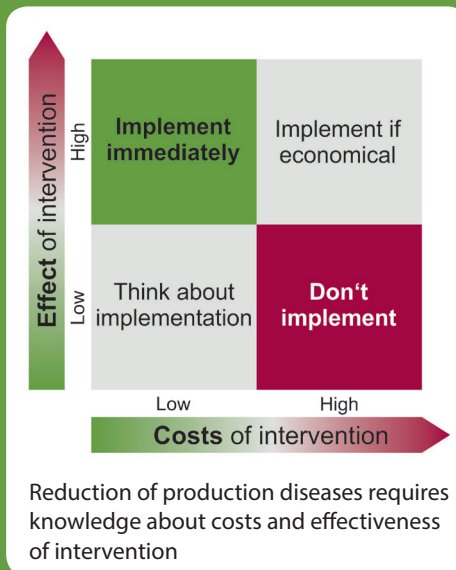 Effect of intervention
High
Low
Implement
immediately
Implement if
economical
Think about
implementation
Don‘t
implement
Low
High
Costs of intervention
Reduction of production diseases requires
knowledge about costs and effectiveness
of intervention